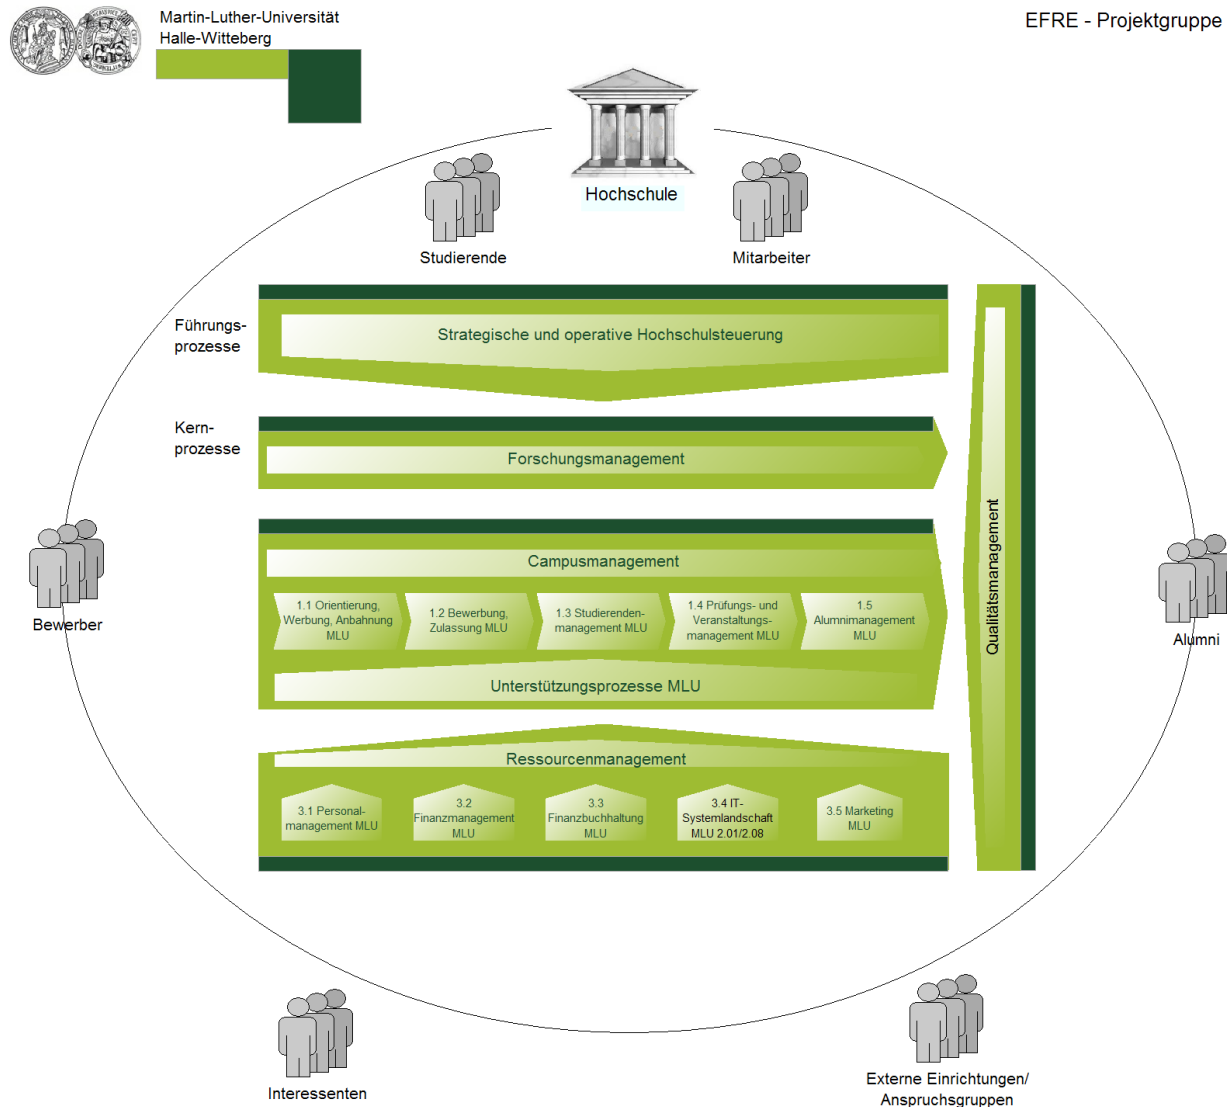 Martin-Luther-Universität
Halle-Witteberg
EFRE - Projektgruppe
Hochschule
Studierende
Mitarbeiter
Führungs-
prozesse
Strategische und operative Hochschulsteuerung
Kern-
prozesse
Forschungsmanagement
Campusmanagement
1.1 Orientierung,
Werbung, Anbahnung
MLU
1.2 Bewerbung,
Zulassung MLU
1.3 Studierenden-
management MLU
1.4 Prüfungs- und
Veranstaltungs-
management MLU
1.5
Alumnimanagement
MLU
Unterstützungsprozesse MLU
Ressourcenmanagement
3.1 Personal-
management MLU
3.2
Finanzmanagement
MLU
3.3
Finanzbuchhaltung
MLU
3.4 IT-
Systemlandschaft
MLU 2.01/2.08
3.5 Marketing
MLU
Qualitätsmanagement
Bewerber
Alumni
Interessenten
Externe Einrichtungen/
Anspruchsgruppen